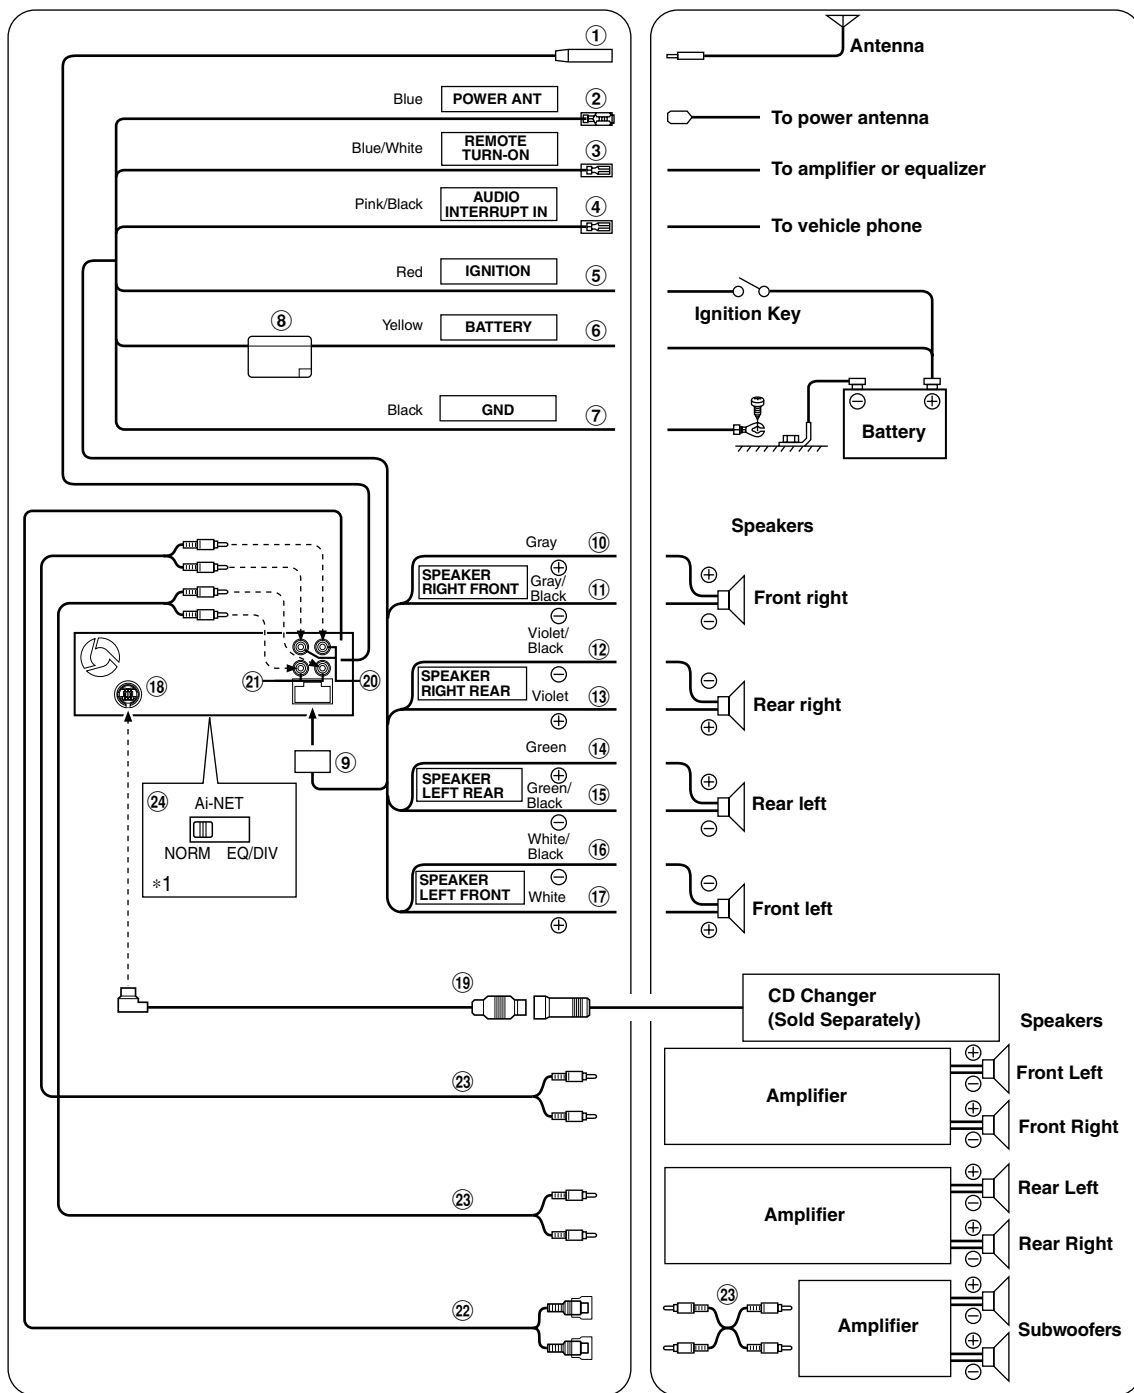 ①
Antenna
Blue POWER ANT ②
To power antenna
Blue/White REMOTE
TURN-ON ③
To amplifier or equalizer
Pink/Black AUDIO
INTERRUPT IN ④
To vehicle phone
Red IGNITION ⑤
Ignition Key
⑧ Yellow BATTERY ⑥
Black GND ⑦
⊖ ⊕
Battery
Speakers
Gray ⑩
⊕
SPEAKER
RIGHT FRONT
Gray/
Black ⑪
⊖
⊕
⊖
Front right
Violet/
Black ⑫
⊖
SPEAKER
RIGHT REAR
Violet ⑬
⊕
⊖
⊕
Rear right
⑱ ㉑ ⑳
⑨
Green ⑭
⊕
SPEAKER
LEFT REAR
Green/
Black ⑮
⊖
⊕
⊖
Rear left
㉔ Ai-NET
NORM EQ/DIV
*1
White/
Black ⑯
⊖
SPEAKER
LEFT FRONT
White ⑰
⊕
⊖
⊕
Front left
⑲
CD Changer
(Sold Separately)
Speakers
㉓
Amplifier
⊕
⊖
Front Left
⊕
⊖
Front Right
㉓
Amplifier
⊕
⊖
Rear Left
⊕
⊖
Rear Right
㉒
㉓
Amplifier
⊕
⊖
⊕
⊖
Subwoofers